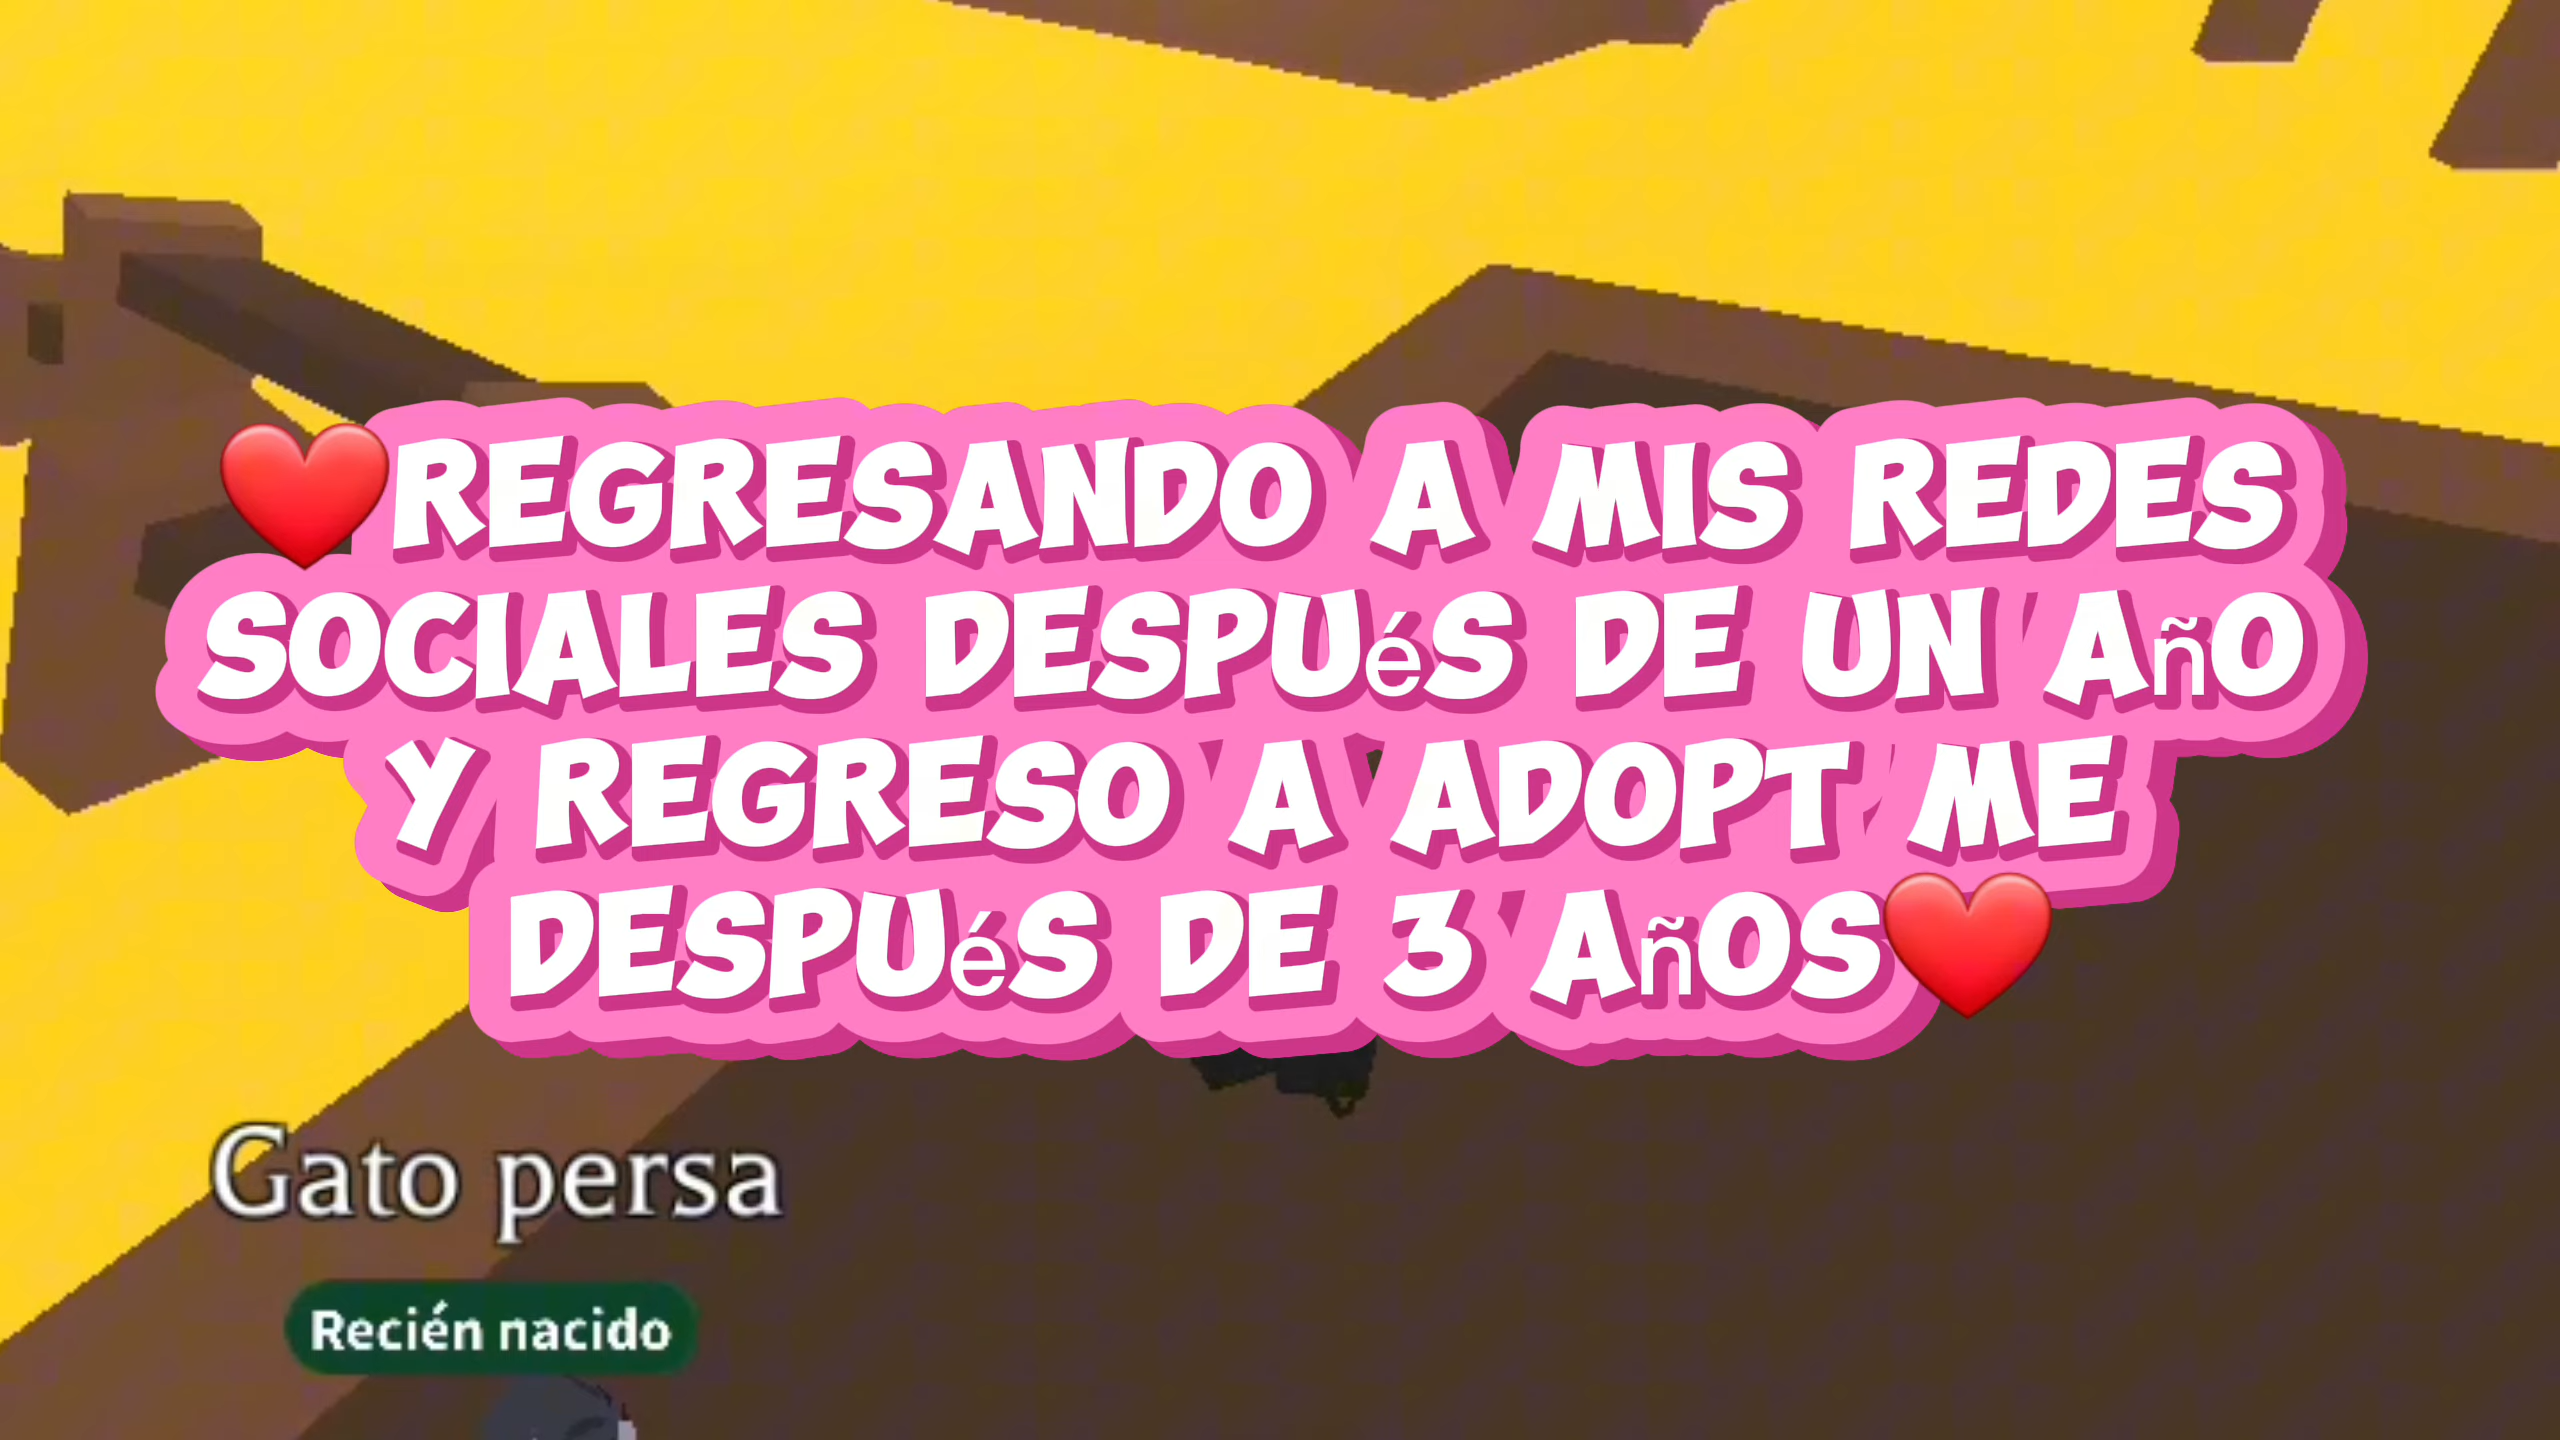 ❤️REGRESANDO A MIS REDES
SOCIALES DESPUéS DE UN AñO
Y REGRESO A ADOPT ME
DESPUéS DE 3 AñOS❤️
Gato persa
Recién nacido